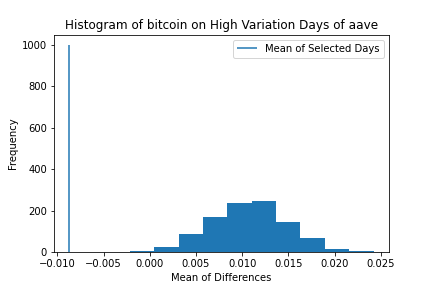 Histogram of bitcoin on High Variation Days of aave
Mean of Selected Days
Frequency
1000
800
600
400
200
0
−0.010 −0.005 0.000 0.005 0.010 0.015 0.020 0.025
Mean of Differences